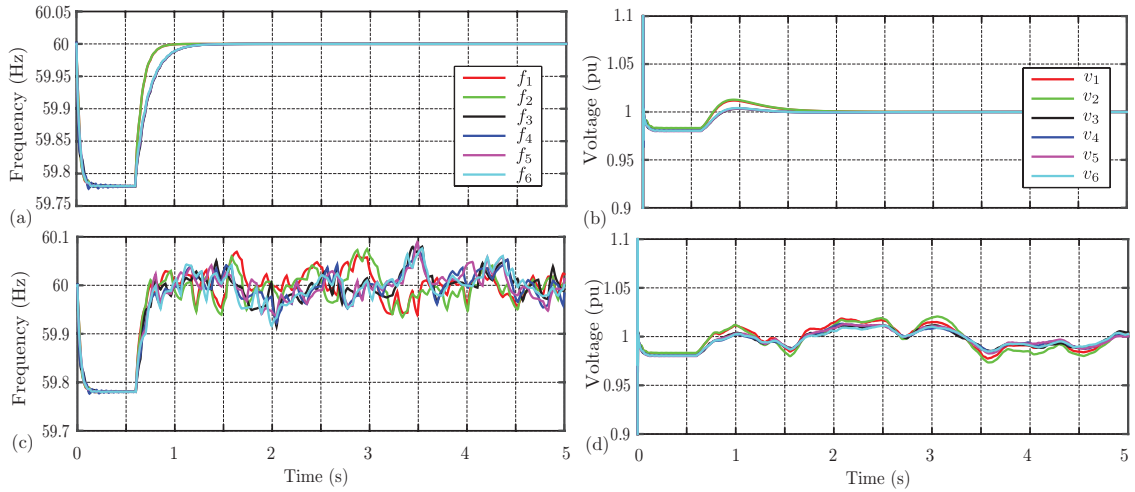 60.05
60
59.95
59.9
59.85
59.8
59.75
Frequency (Hz)
f1
f2
f3
f4
f5
f6
(a)
1.1
1.05
1
0.95
0.9
Voltage (pu)
v1
v2
v3
v4
v5
v6
(b)
60.1
60
59.9
59.8
59.7
Frequency (Hz)
(c)
0 1 2 3 4 5
Time (s)
1.1
1.05
1
0.95
0.9
Voltage (pu)
(d)
0 1 2 3 4 5
Time (s)